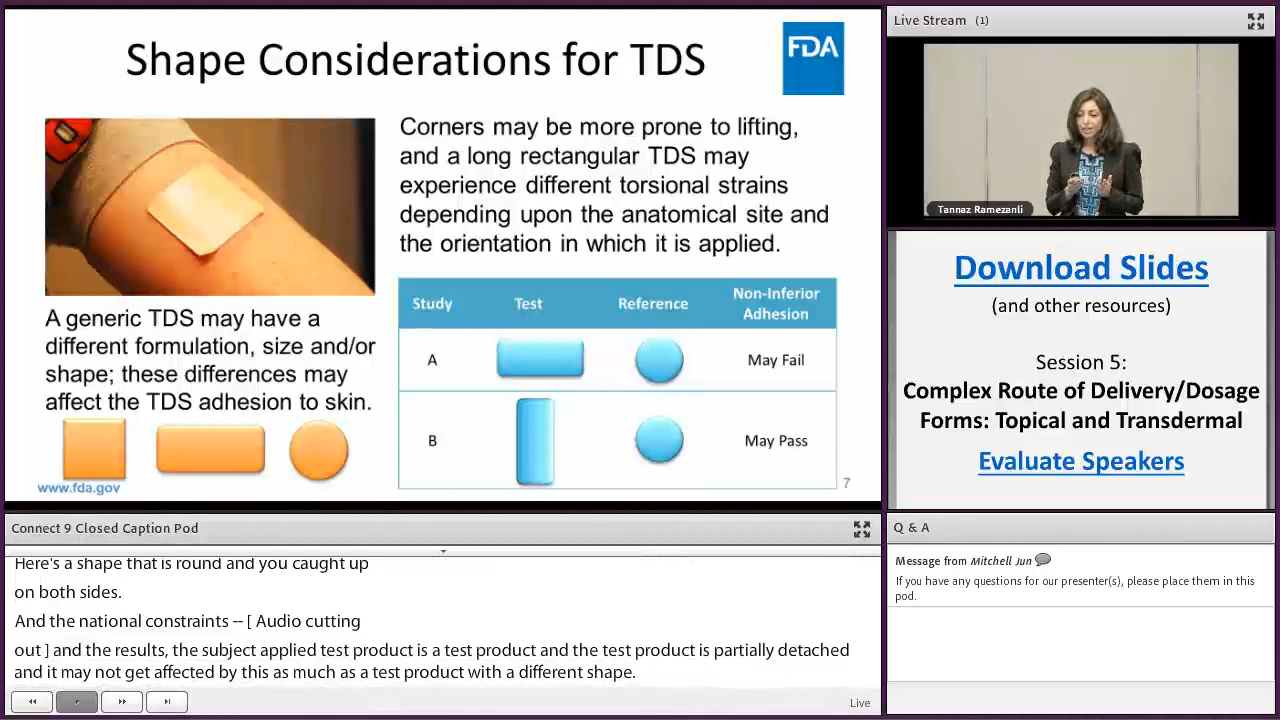 Shape Considerations for TDS
FDA
Corners may be more prone to lifting,
and a long rectangular TDS may
experience different torsional strains
depending upon the anatomical site and
the orientation in which it is applied.
A generic TDS may have a
different formulation, size and/or
shape; these differences may
affect the TDS adhesion to skin.
Study Test Reference Non-Inferior Adhesion
A May Fail
B May Pass
www.fda.gov
7
Live Stream (1)
Tannaz Ramezanli
Download Slides
(and other resources)
Session 5:
Complex Route of Delivery/Dosage
Forms: Topical and Transdermal
Evaluate Speakers
Connect 9 Closed Caption Pod
Here's a shape that is round and you caught up
on both sides.
And the national constraints -- [ Audio cutting
out ] and the results, the subject applied test product is a test product and the test product is partially detached
and it may not get affected by this as much as a test product with a different shape.
Live
Q & A
Message from Mitchell Jun
If you have any questions for our presenter(s), please place them in this
pod.